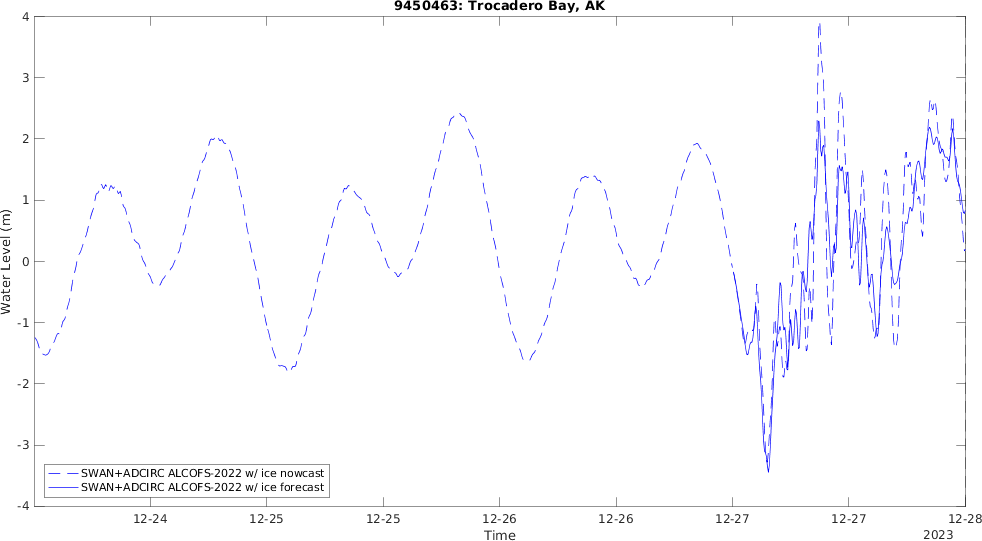 9450463: Trocadero Bay, AK
4
3
2
1
0
-1
-2
-3
-4
Water Level (m)
SWAN+ADCIRC ALCOFS-2022 w/ ice nowcast
SWAN+ADCIRC ALCOFS-2022 w/ ice forecast
12-24 12-25 12-25 12-26 12-26 12-27 12-27 12-28
Time
2023